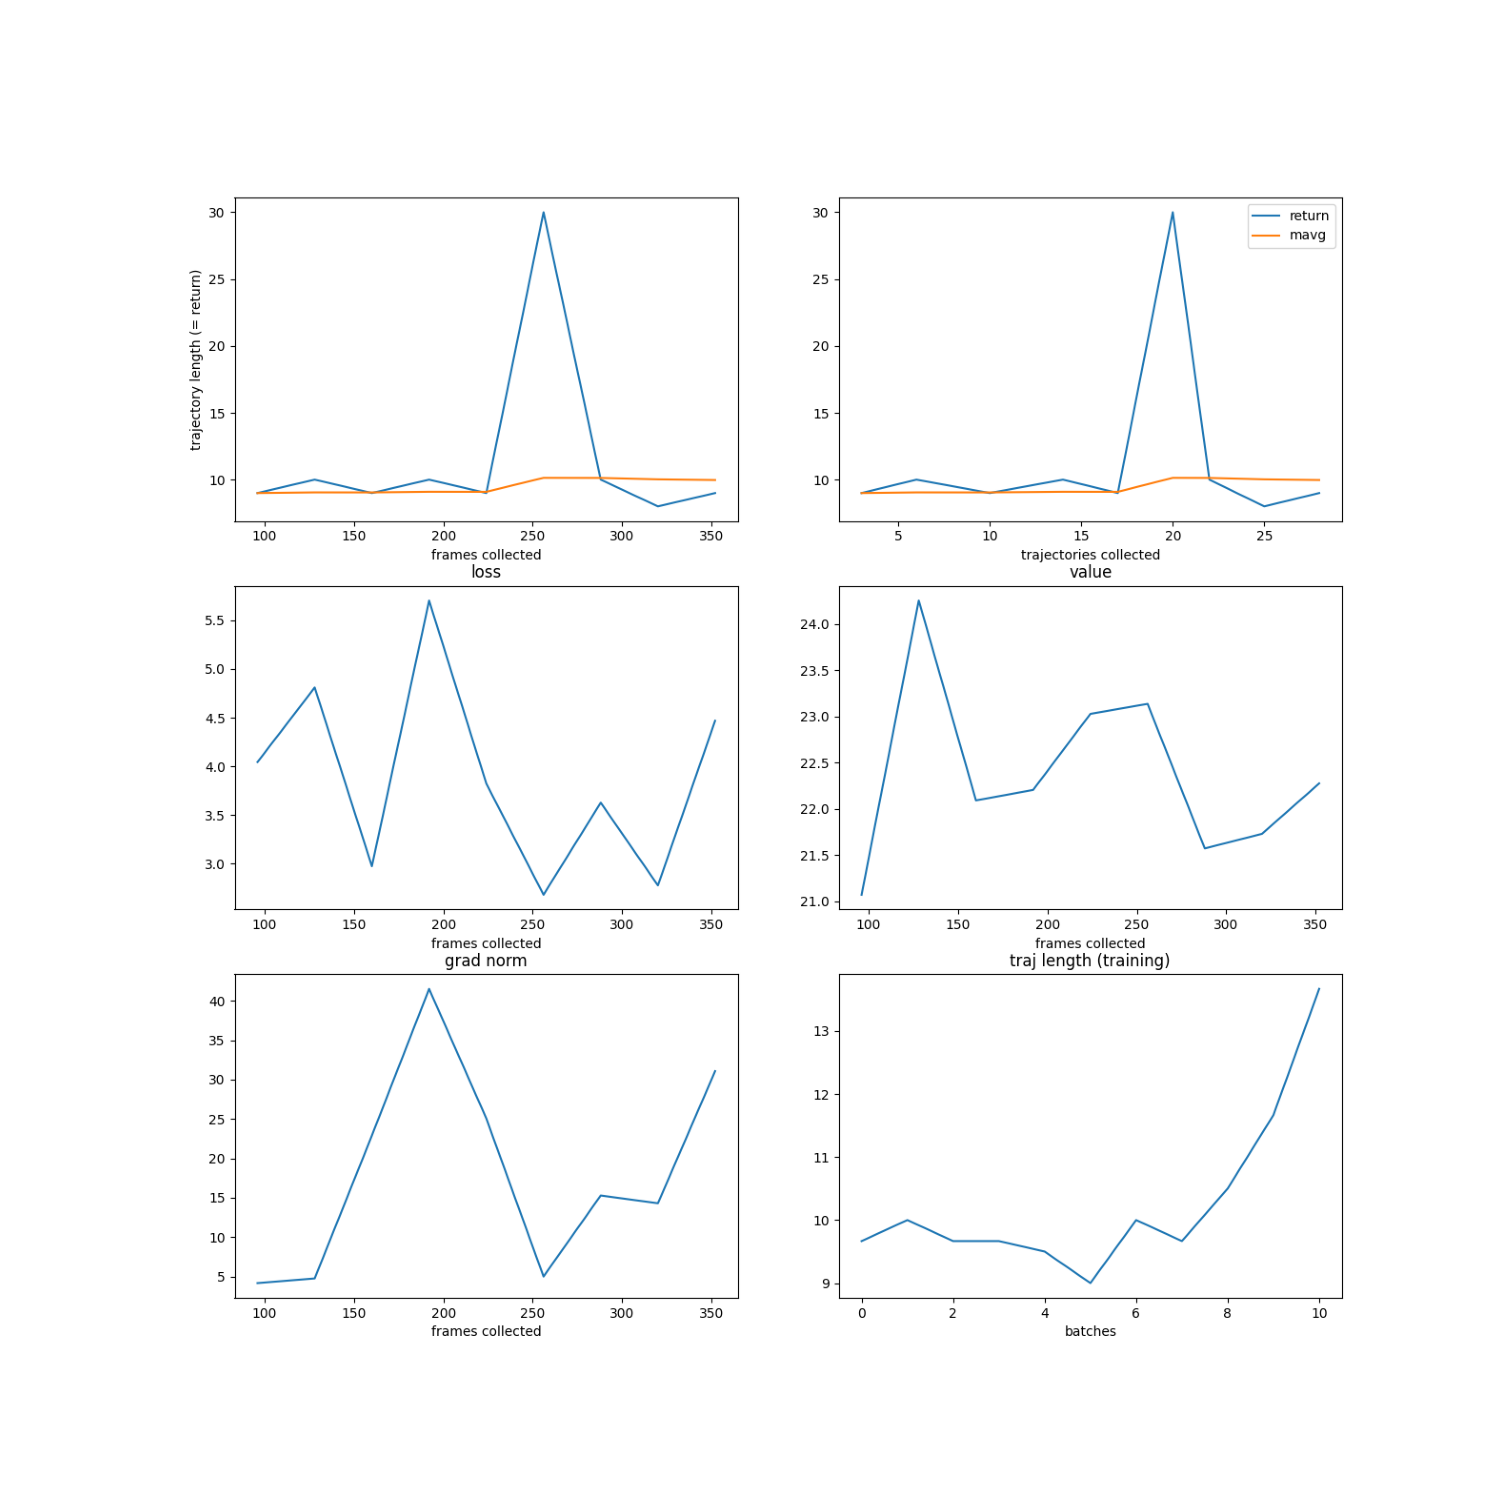 30
25
20
15
10
trajectory length (= return)
100 150 200 250 300 350
frames collected
30
25
20
15
10
return
mavg
5 10 15 20 25
trajectories collected
loss
5.5
5.0
4.5
4.0
3.5
3.0
100 150 200 250 300 350
frames collected
value
24.0
23.5
23.0
22.5
22.0
21.5
21.0
100 150 200 250 300 350
frames collected
grad norm
40
35
30
25
20
15
10
5
100 150 200 250 300 350
frames collected
traj length (training)
13
12
11
10
9
0 2 4 6 8 10
batches